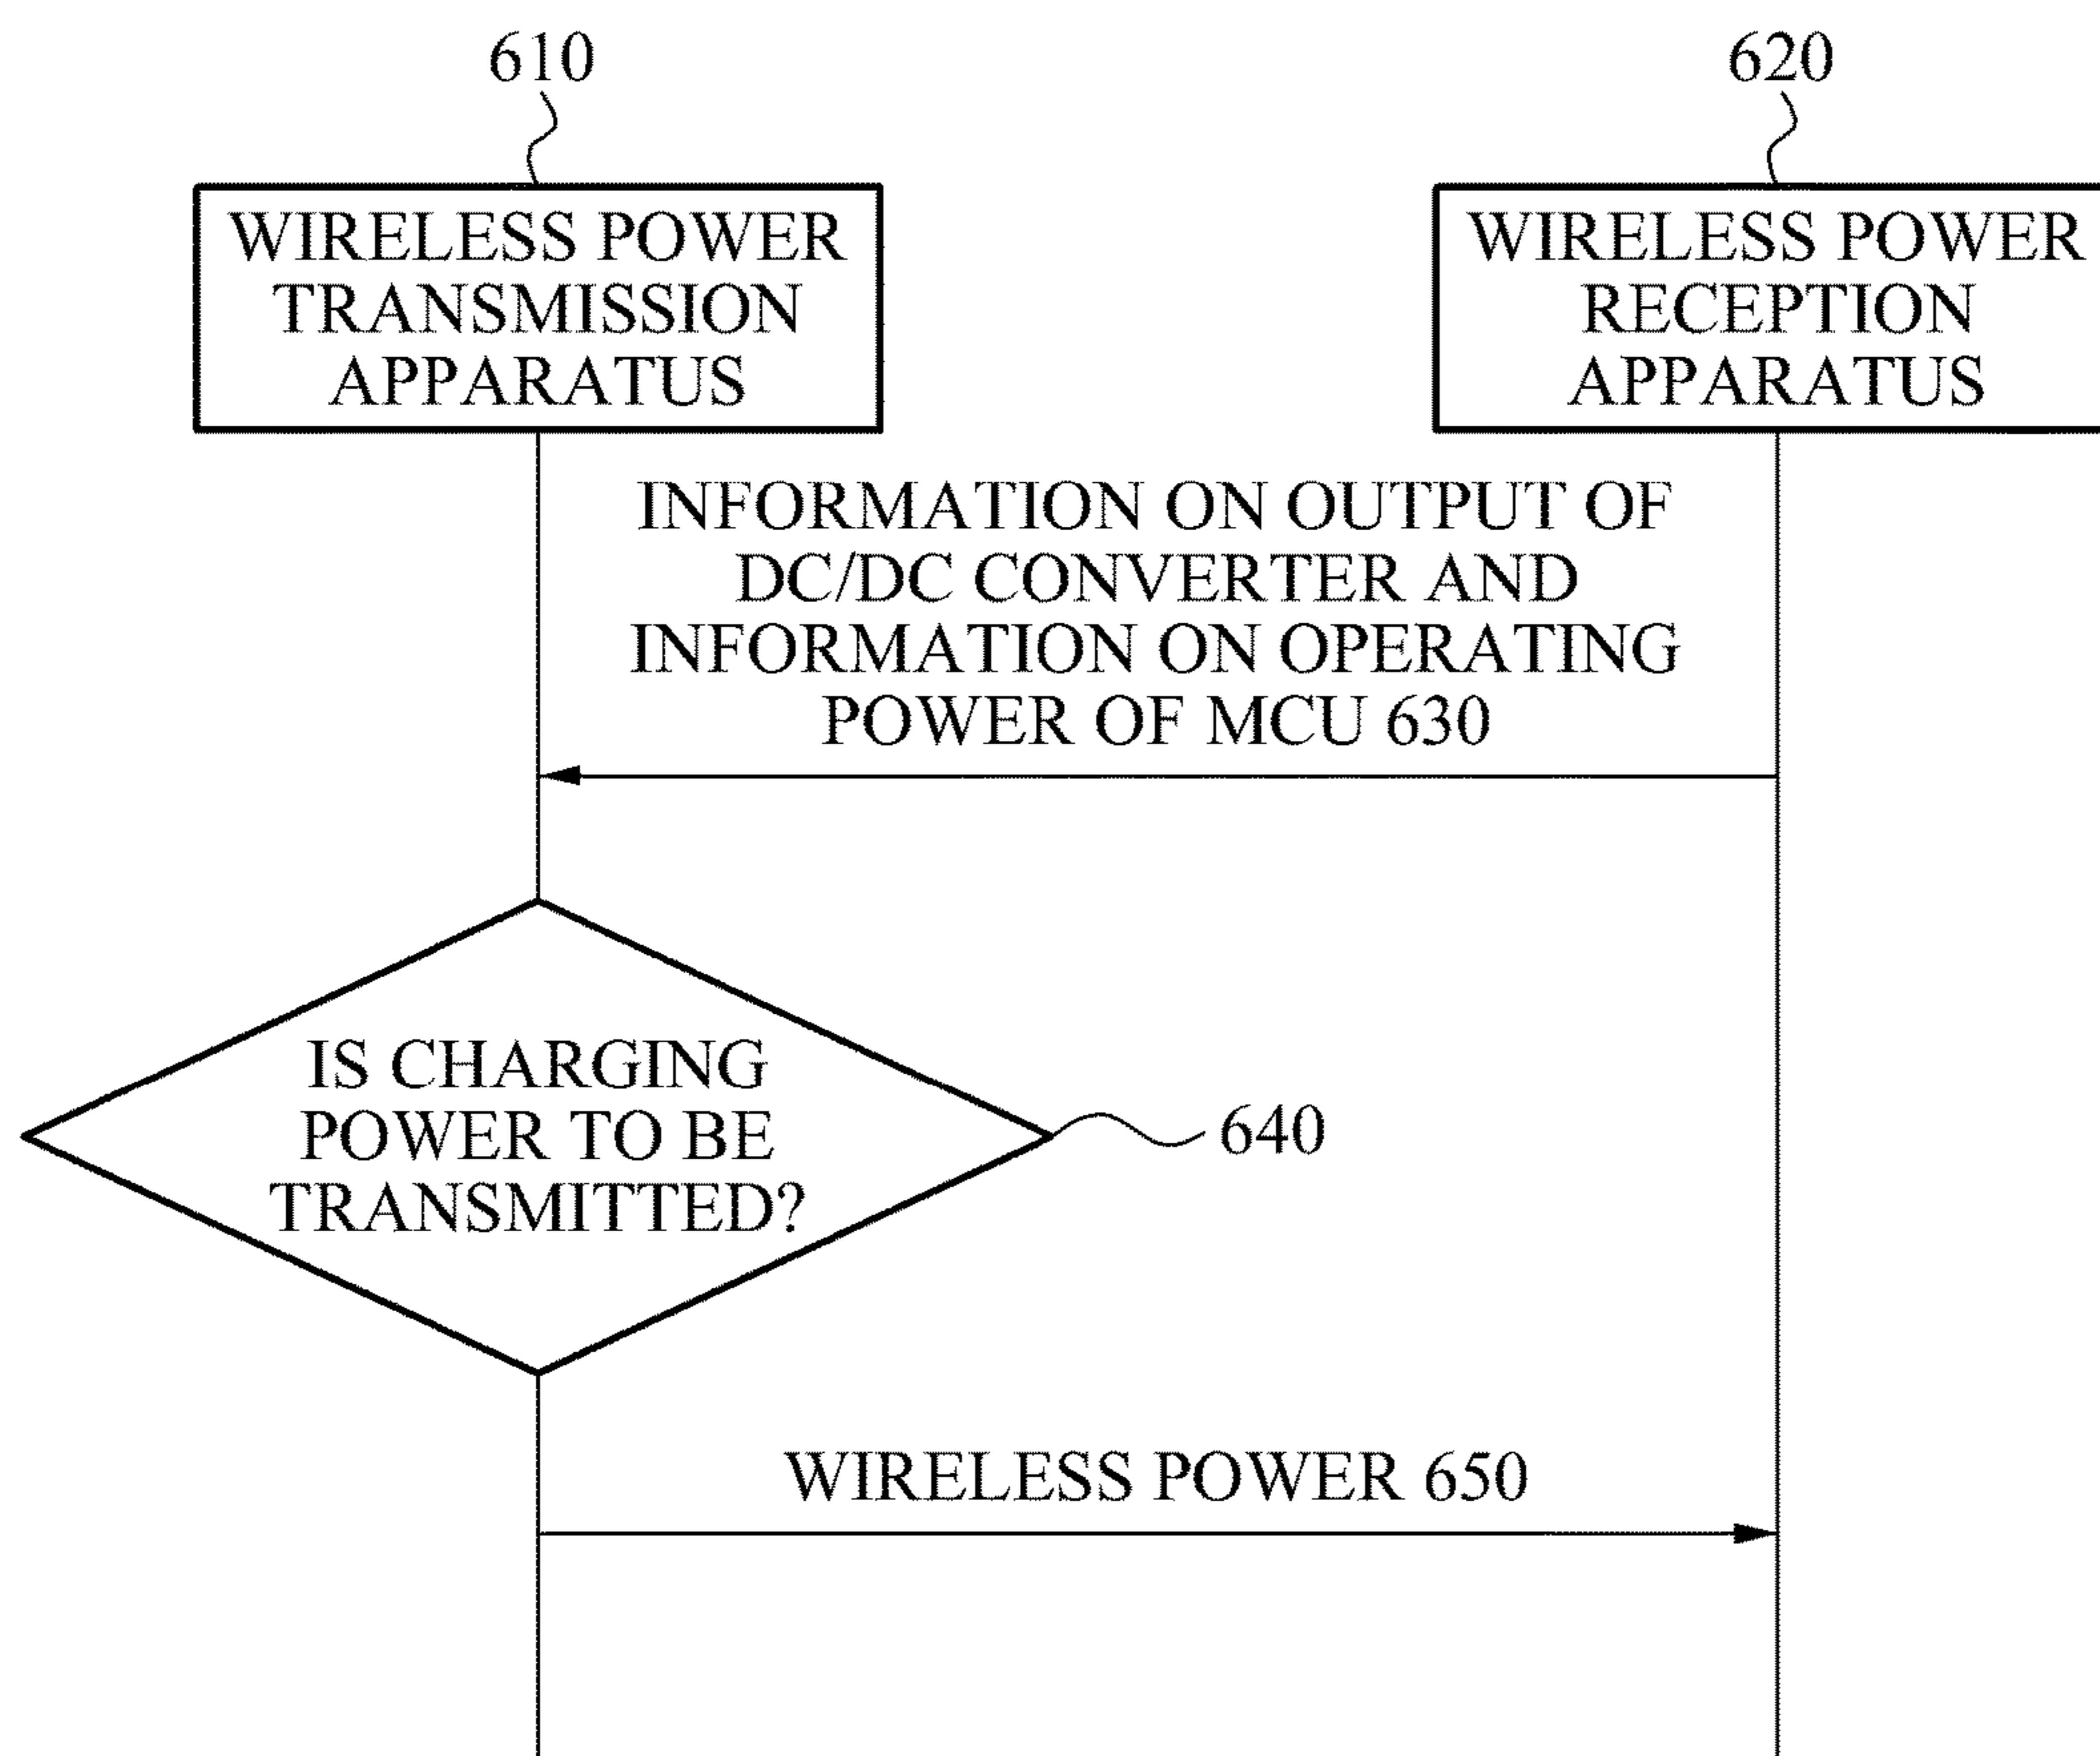 610
620
WIRELESS POWER
TRANSMISSION
APPARATUS
WIRELESS POWER
RECEPTION
APPARATUS
INFORMATION ON OUTPUT OF
DC/DC CONVERTER AND
INFORMATION ON OPERATING
POWER OF MCU 630
IS CHARGING
POWER TO BE
TRANSMITTED?
640
WIRELESS POWER 650